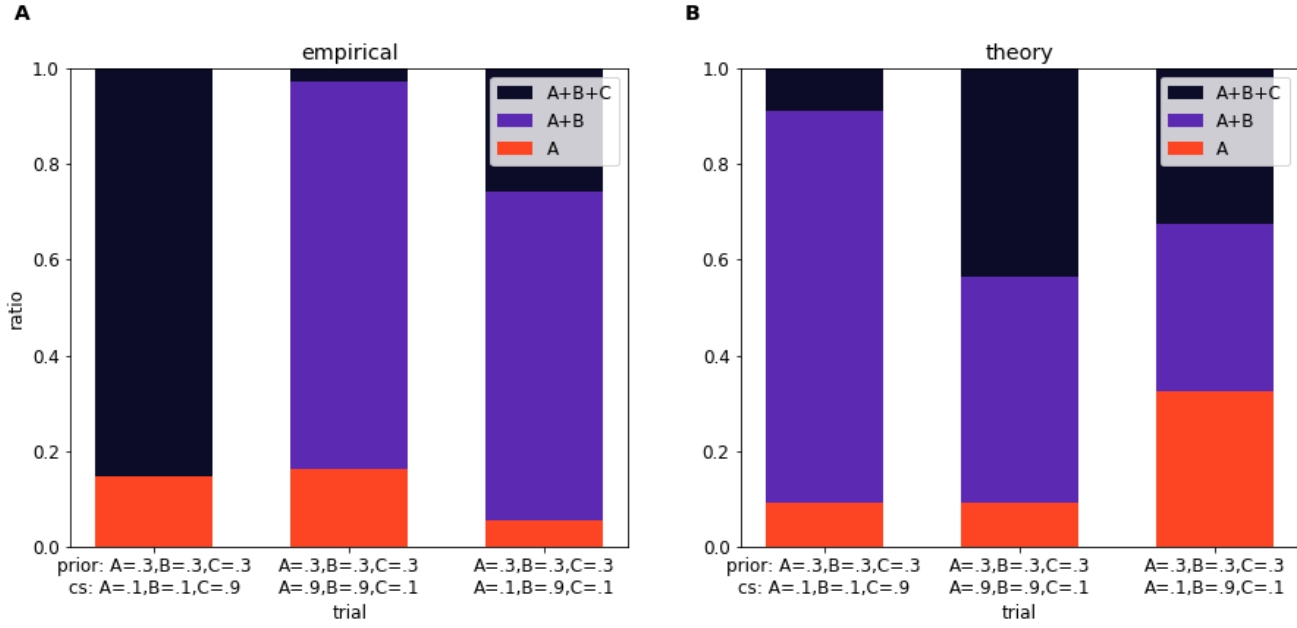 A
empirical
1.0
0.8
0.6
0.4
0.2
0.0
ratio
A+B+C
A+B
A
prior: A=.3,B=.3,C=.3
cs: A=.1,B=.1,C=.9
A=.3,B=.3,C=.3
A=.9,B=.9,C=.1
A=.3,B=.3,C=.3
A=.1,B=.9,C=.1
trial
B
theory
1.0
0.8
0.6
0.4
0.2
0.0
A+B+C
A+B
A
prior: A=.3,B=.3,C=.3
cs: A=.1,B=.1,C=.9
A=.3,B=.3,C=.3
A=.9,B=.9,C=.1
A=.3,B=.3,C=.3
A=.1,B=.9,C=.1
trial